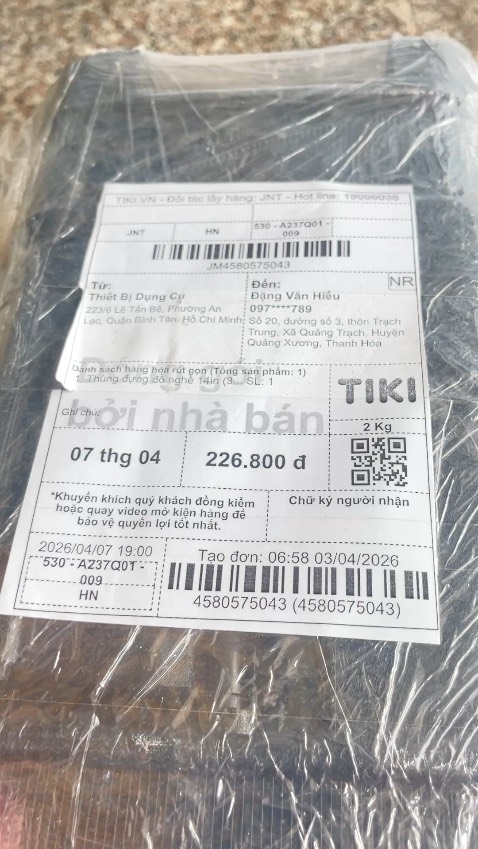 TIKI.VN - Đối tác lấy hàng: JNT - Hot line: 19006035
JNT
HN
530 - A237Q01 -
009
JM4580575043
Từ:
Thiết Bị Dụng Cụ
223/6 Lê Tấn Bê, Phường An
Lạc, Quận Bình Tân, Hồ Chí Minh
Đến:
NR
Đặng Văn Hiếu
097****789
Số 20, đường số 3, thôn Trạch
Trung, Xã Quảng Trạch, Huyện
Quảng Xương, Thanh Hóa
Danh sách hàng hoá rút gọn (Tổng sản phẩm: 1)
1. Thùng đựng đồ nghề 14in (3... SL: 1
TIKI
Ghi chú:
bởi nhà bán
2 Kg
07 thg 04
226.800 đ
*Khuyến khích quý khách đồng kiểm
hoặc quay video mở kiện hàng để
bảo vệ quyền lợi tốt nhất.
Chữ ký người nhận
2026/04/07 19:00
530 - A237Q01 -
009
HN
Tạo đơn: 06:58 03/04/2026
4580575043 (4580575043)